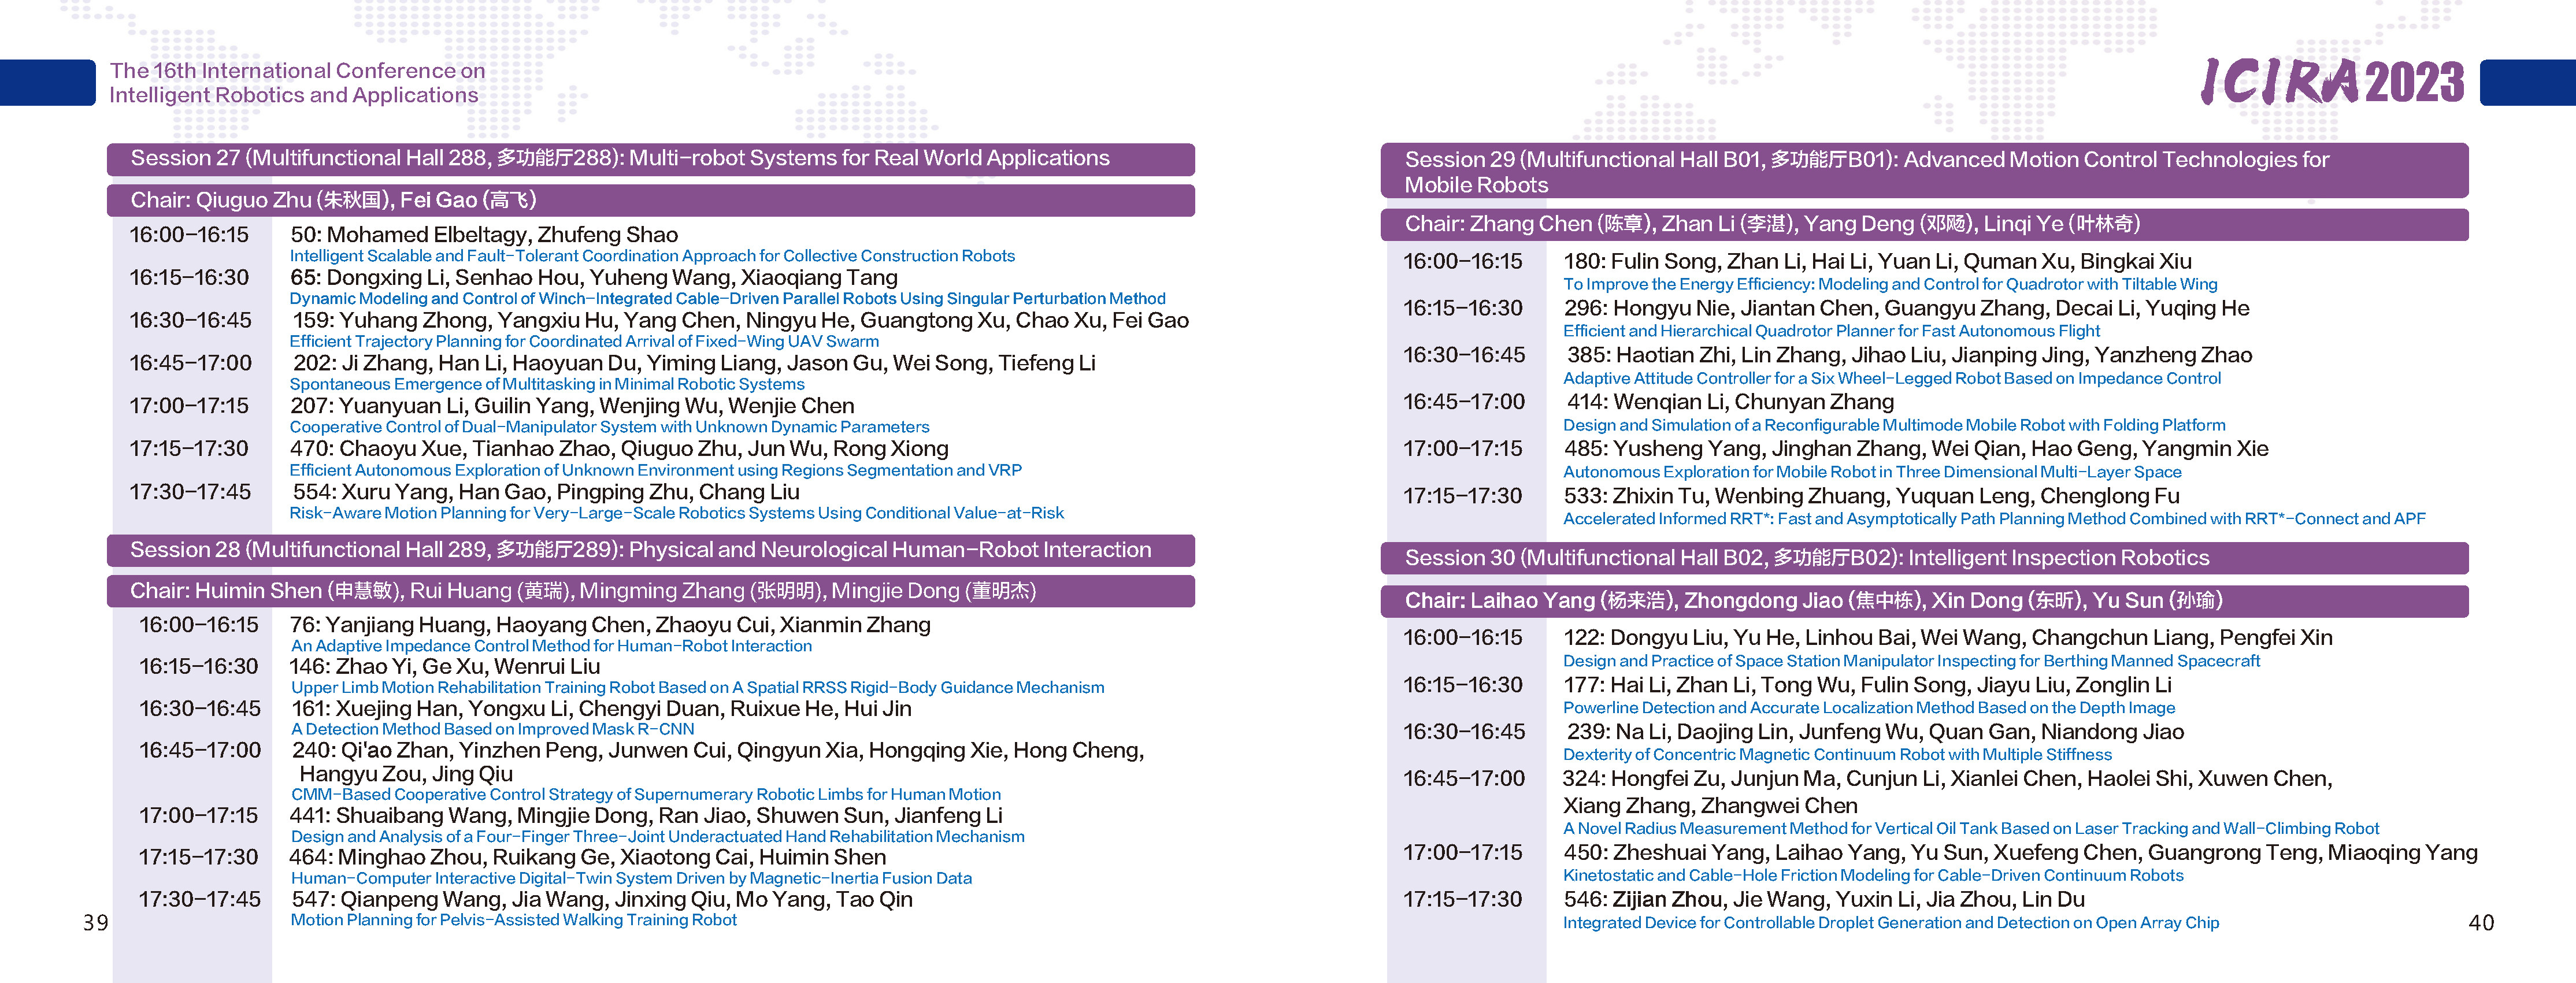 The 16th International Conference on
Intelligent Robotics and Applications
Session 27 (Multifunctional Hall 288, 多功能厅288): Multi-robot Systems for Real World Applications
Chair: Qiuguo Zhu (朱秋国), Fei Gao (高飞)
16:00-16:15 50: Mohamed Elbeltagy, Zhufeng Shao
Intelligent Scalable and Fault-Tolerant Coordination Approach for Collective Construction Robots
16:15-16:30 65: Dongxing Li, Senhao Hou, Yuheng Wang, Xiaoqiang Tang
Dynamic Modeling and Control of Winch-Integrated Cable-Driven Parallel Robots Using Singular Perturbation Method
16:30-16:45 159: Yuhang Zhong, Yangxiu Hu, Yang Chen, Ningyu He, Guangtong Xu, Chao Xu, Fei Gao
Efficient Trajectory Planning for Coordinated Arrival of Fixed-Wing UAV Swarm
16:45-17:00 202: Ji Zhang, Han Li, Haoyuan Du, Yiming Liang, Jason Gu, Wei Song, Tiefeng Li
Spontaneous Emergence of Multitasking in Minimal Robotic Systems
17:00-17:15 207: Yuanyuan Li, Guilin Yang, Wenjing Wu, Wenjie Chen
Cooperative Control of Dual-Manipulator System with Unknown Dynamic Parameters
17:15-17:30 470: Chaoyu Xue, Tianhao Zhao, Qiuguo Zhu, Jun Wu, Rong Xiong
Efficient Autonomous Exploration of Unknown Environment using Regions Segmentation and VRP
17:30-17:45 554: Xuru Yang, Han Gao, Pingping Zhu, Chang Liu
Risk-Aware Motion Planning for Very-Large-Scale Robotics Systems Using Conditional Value-at-Risk
Session 28 (Multifunctional Hall 289, 多功能厅289): Physical and Neurological Human-Robot Interaction
Chair: Huimin Shen (申慧敏), Rui Huang (黄瑞), Mingming Zhang (张明明), Mingjie Dong (董明杰)
16:00-16:15 76: Yanjiang Huang, Haoyang Chen, Zhaoyu Cui, Xianmin Zhang
An Adaptive Impedance Control Method for Human-Robot Interaction
16:15-16:30 146: Zhao Yi, Ge Xu, Wenrui Liu
Upper Limb Motion Rehabilitation Training Robot Based on A Spatial RRSS Rigid-Body Guidance Mechanism
16:30-16:45 161: Xuejing Han, Yongxu Li, Chengyi Duan, Ruixue He, Hui Jin
A Detection Method Based on Improved Mask R-CNN
16:45-17:00 240: Qi'ao Zhan, Yinzhen Peng, Junwen Cui, Qingyun Xia, Hongqing Xie, Hong Cheng,
Hangyu Zou, Jing Qiu
CMM-Based Cooperative Control Strategy of Supernumerary Robotic Limbs for Human Motion
17:00-17:15 441: Shuaibang Wang, Mingjie Dong, Ran Jiao, Shuwen Sun, Jianfeng Li
Design and Analysis of a Four-Finger Three-Joint Underactuated Hand Rehabilitation Mechanism
17:15-17:30 464: Minghao Zhou, Ruikang Ge, Xiaotong Cai, Huimin Shen
Human-Computer Interactive Digital-Twin System Driven by Magnetic-Inertia Fusion Data
17:30-17:45 547: Qianpeng Wang, Jia Wang, Jinxing Qiu, Mo Yang, Tao Qin
Motion Planning for Pelvis-Assisted Walking Training Robot
39
ICIRA2023
Session 29 (Multifunctional Hall B01, 多功能厅B01): Advanced Motion Control Technologies for
Mobile Robots
Chair: Zhang Chen (陈章), Zhan Li (李湛), Yang Deng (邓飏), Linqi Ye (叶林奇)
16:00-16:15 180: Fulin Song, Zhan Li, Hai Li, Yuan Li, Quman Xu, Bingkai Xiu
To Improve the Energy Efficiency: Modeling and Control for Quadrotor with Tiltable Wing
16:15-16:30 296: Hongyu Nie, Jiantan Chen, Guangyu Zhang, Decai Li, Yuqing He
Efficient and Hierarchical Quadrotor Planner for Fast Autonomous Flight
16:30-16:45 385: Haotian Zhi, Lin Zhang, Jihao Liu, Jianping Jing, Yanzheng Zhao
Adaptive Attitude Controller for a Six Wheel-Legged Robot Based on Impedance Control
16:45-17:00 414: Wenqian Li, Chunyan Zhang
Design and Simulation of a Reconfigurable Multimode Mobile Robot with Folding Platform
17:00-17:15 485: Yusheng Yang, Jinghan Zhang, Wei Qian, Hao Geng, Yangmin Xie
Autonomous Exploration for Mobile Robot in Three Dimensional Multi-Layer Space
17:15-17:30 533: Zhixin Tu, Wenbing Zhuang, Yuquan Leng, Chenglong Fu
Accelerated Informed RRT*: Fast and Asymptotically Path Planning Method Combined with RRT*-Connect and APF
Session 30 (Multifunctional Hall B02, 多功能厅B02): Intelligent Inspection Robotics
Chair: Laihao Yang (杨来浩), Zhongdong Jiao (焦中栋), Xin Dong (东昕), Yu Sun (孙瑜)
16:00-16:15 122: Dongyu Liu, Yu He, Linhou Bai, Wei Wang, Changchun Liang, Pengfei Xin
Design and Practice of Space Station Manipulator Inspecting for Berthing Manned Spacecraft
16:15-16:30 177: Hai Li, Zhan Li, Tong Wu, Fulin Song, Jiayu Liu, Zonglin Li
Powerline Detection and Accurate Localization Method Based on the Depth Image
16:30-16:45 239: Na Li, Daojing Lin, Junfeng Wu, Quan Gan, Niandong Jiao
Dexterity of Concentric Magnetic Continuum Robot with Multiple Stiffness
16:45-17:00 324: Hongfei Zu, Junjun Ma, Cunjun Li, Xianlei Chen, Haolei Shi, Xuwen Chen,
Xiang Zhang, Zhangwei Chen
A Novel Radius Measurement Method for Vertical Oil Tank Based on Laser Tracking and Wall-Climbing Robot
17:00-17:15 450: Zheshuai Yang, Laihao Yang, Yu Sun, Xuefeng Chen, Guangrong Teng, Miaoqing Yang
Kinetostatic and Cable-Hole Friction Modeling for Cable-Driven Continuum Robots
17:15-17:30 546: Zijian Zhou, Jie Wang, Yuxin Li, Jia Zhou, Lin Du
Integrated Device for Controllable Droplet Generation and Detection on Open Array Chip
40